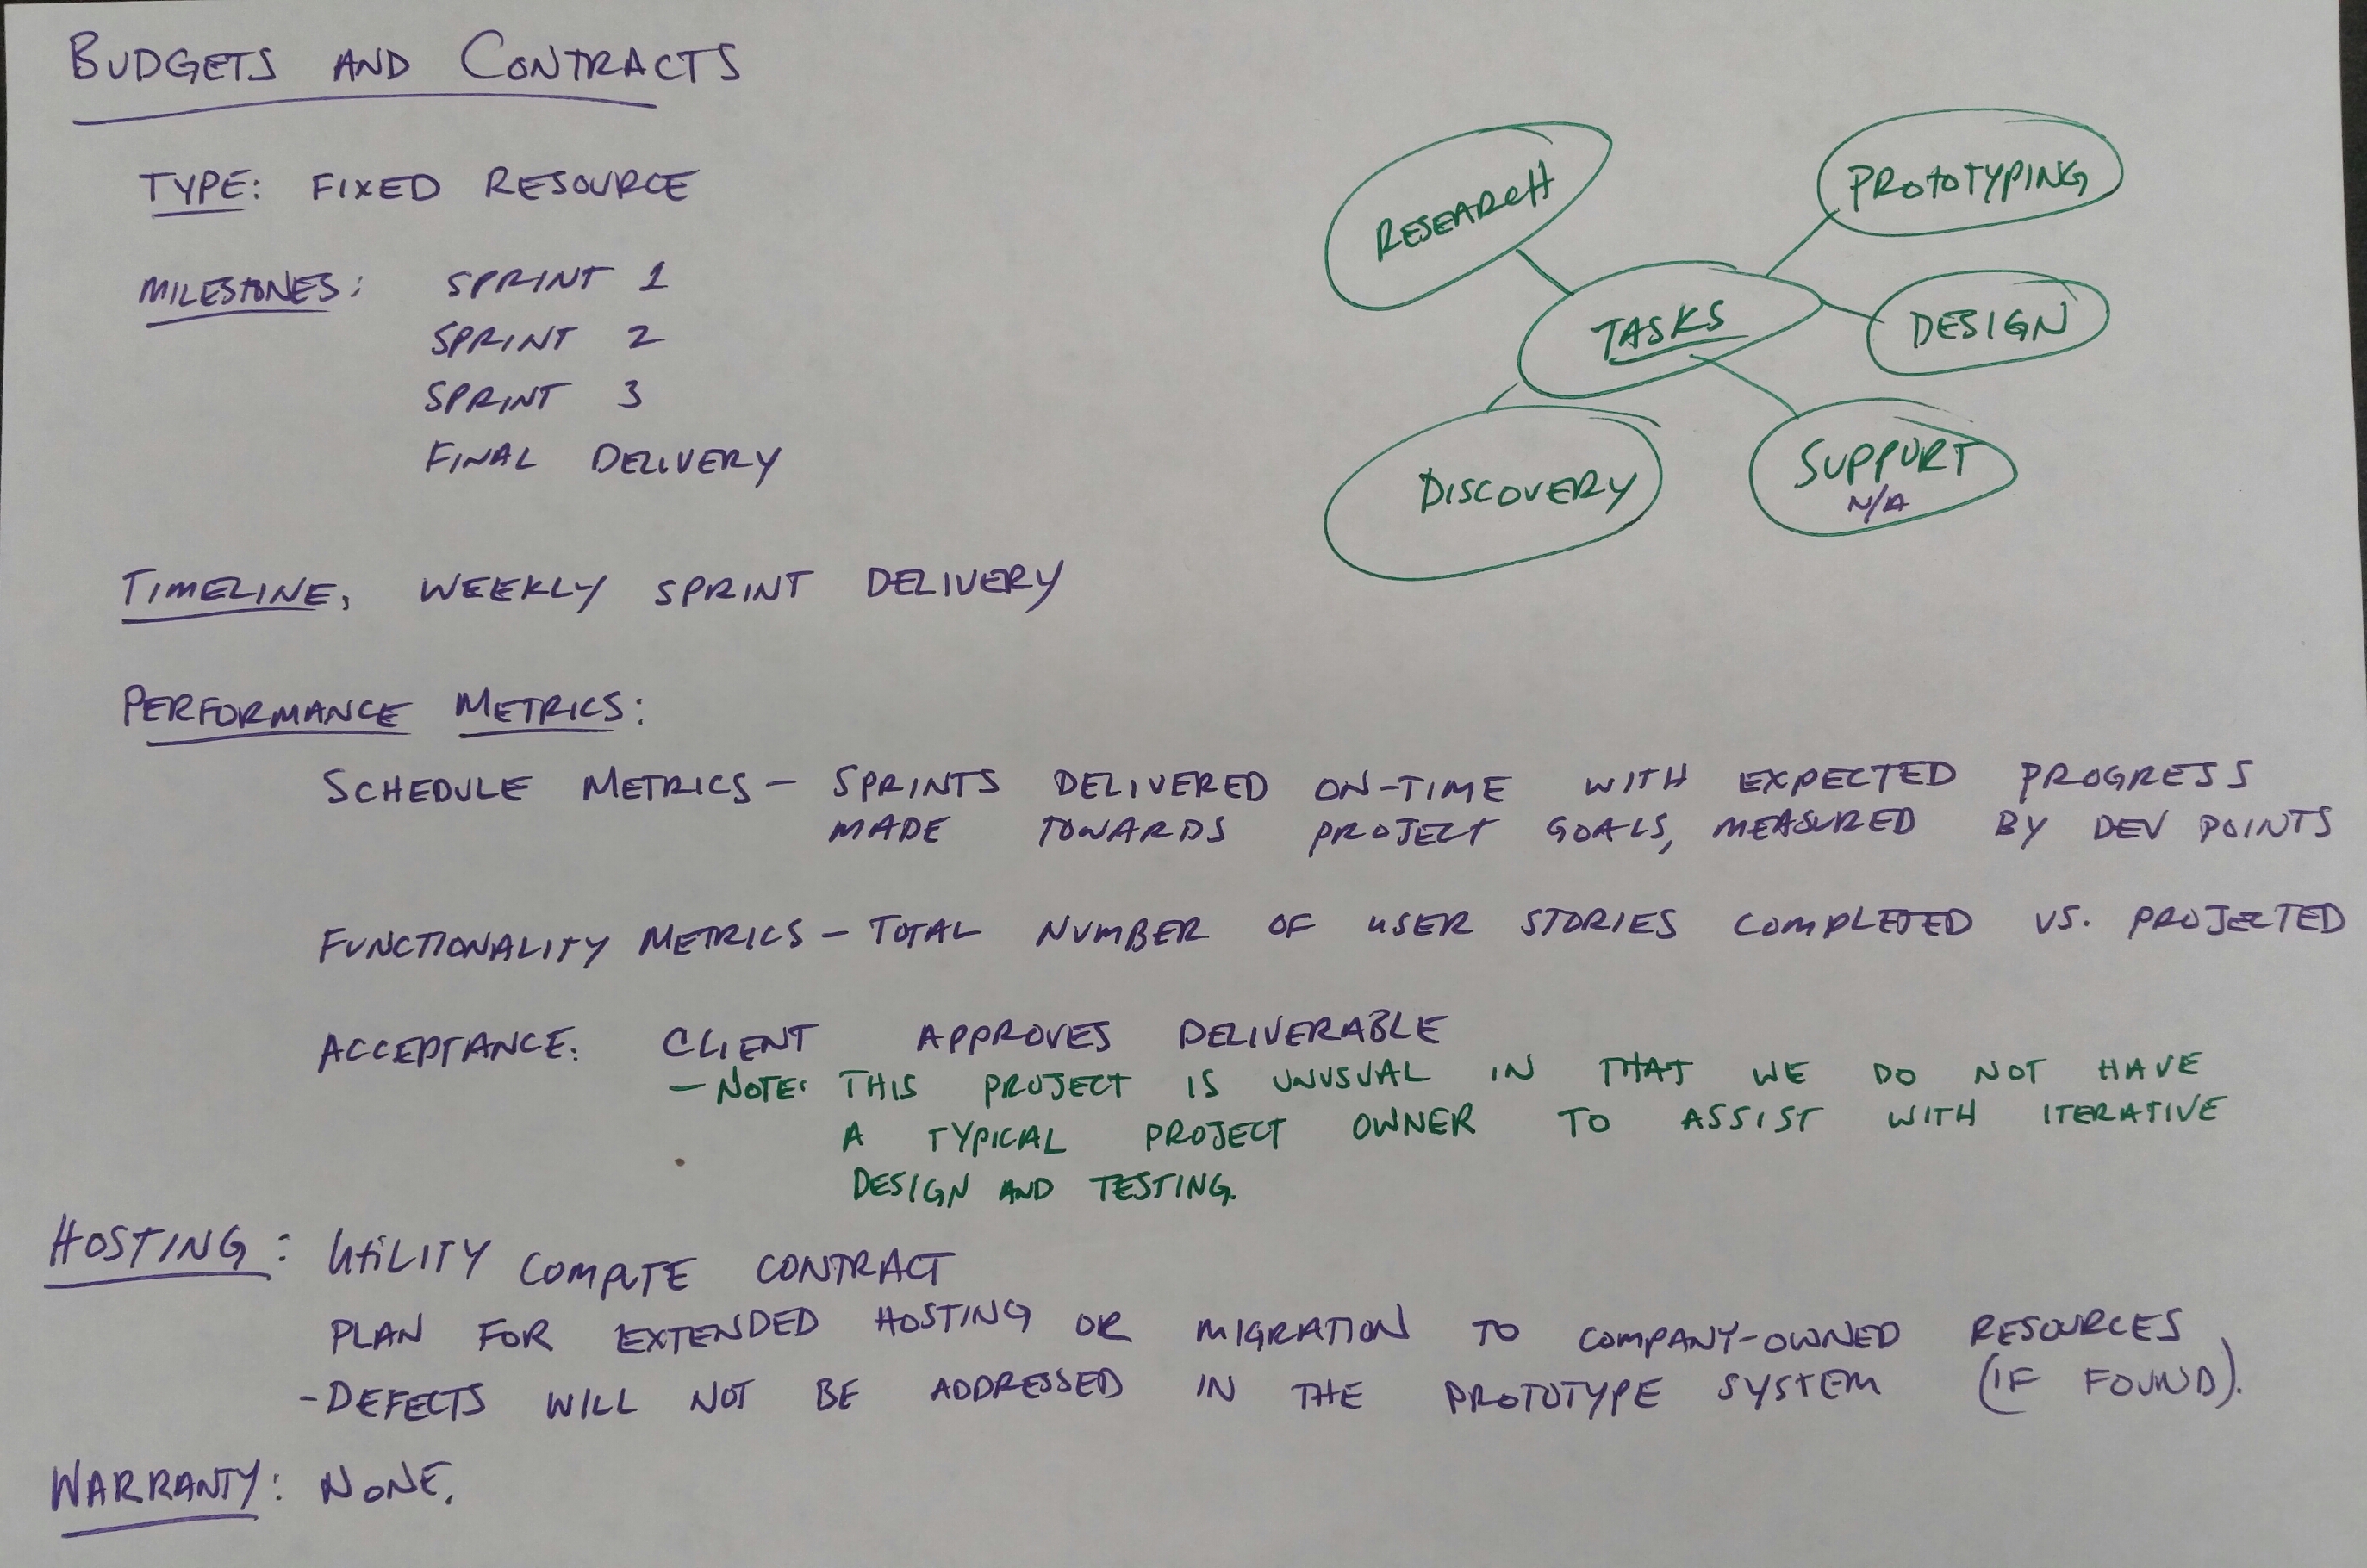 BUDGETS AND CONTRACTS
TYPE: FIXED RESOURCE
MILESTONES: SPRINT 1
SPRINT 2
SPRINT 3
FINAL DELIVERY
RESEARCH
PROTOTYPING
TASKS
DESIGN
DISCOVERY
SUPPORT
N/A
TIMELINE: WEEKLY SPRINT DELIVERY
PERFORMANCE METRICS:
SCHEDULE METRICS - SPRINTS DELIVERED ON-TIME WITH EXPECTED PROGRESS
MADE TOWARDS PROJECT GOALS, MEASURED BY DEV POINTS
FUNCTIONALITY METRICS - TOTAL NUMBER OF USER STORIES COMPLETED VS. PROJECTED
ACCEPTANCE: CLIENT APPROVES DELIVERABLE
- NOTE: THIS PROJECT IS UNUSUAL IN THAT WE DO NOT HAVE
A TYPICAL PROJECT OWNER TO ASSIST WITH ITERATIVE
DESIGN AND TESTING.
HOSTING: UTILITY COMPUTE CONTRACT
PLAN FOR EXTENDED HOSTING OR MIGRATION TO COMPANY-OWNED RESOURCES
- DEFECTS WILL NOT BE ADDRESSED IN THE PROTOTYPE SYSTEM (IF FOUND).
WARRANTY: NONE.